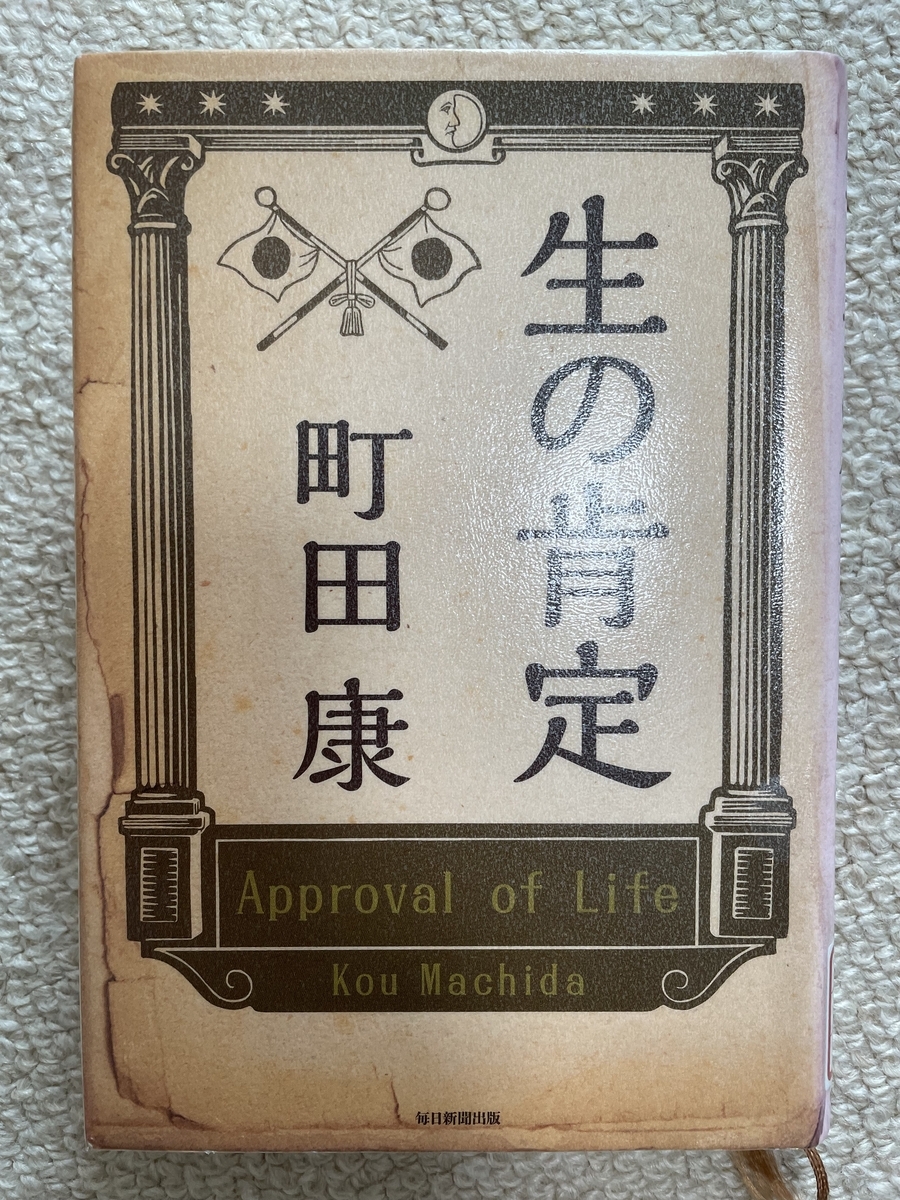 生の肯定
町田康
Approval of Life
Kou Machida
毎日新聞出版